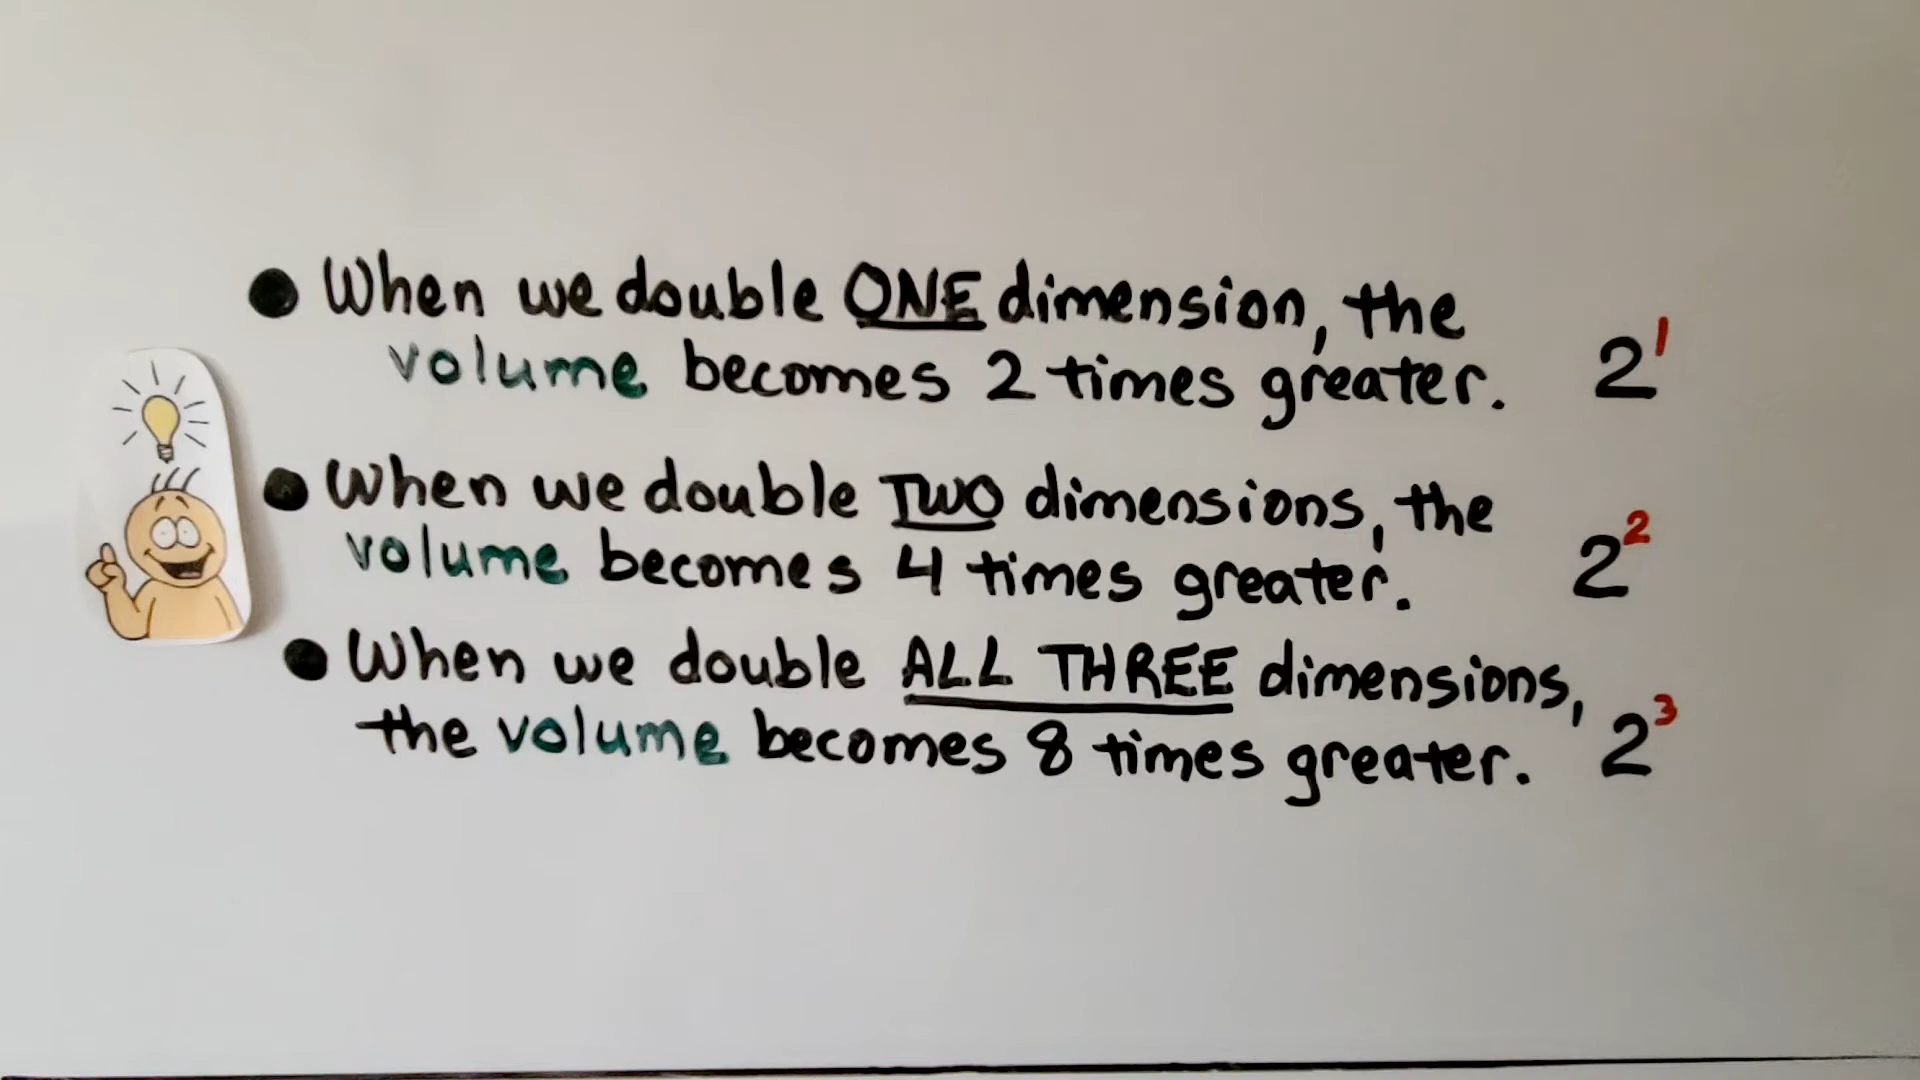 ● When we double ONE dimension, the
volume becomes 2 times greater. 2¹
● When we double TWO dimensions, the
volume becomes 4 times greater. 2²
● When we double ALL THREE dimensions,
the volume becomes 8 times greater. 2³